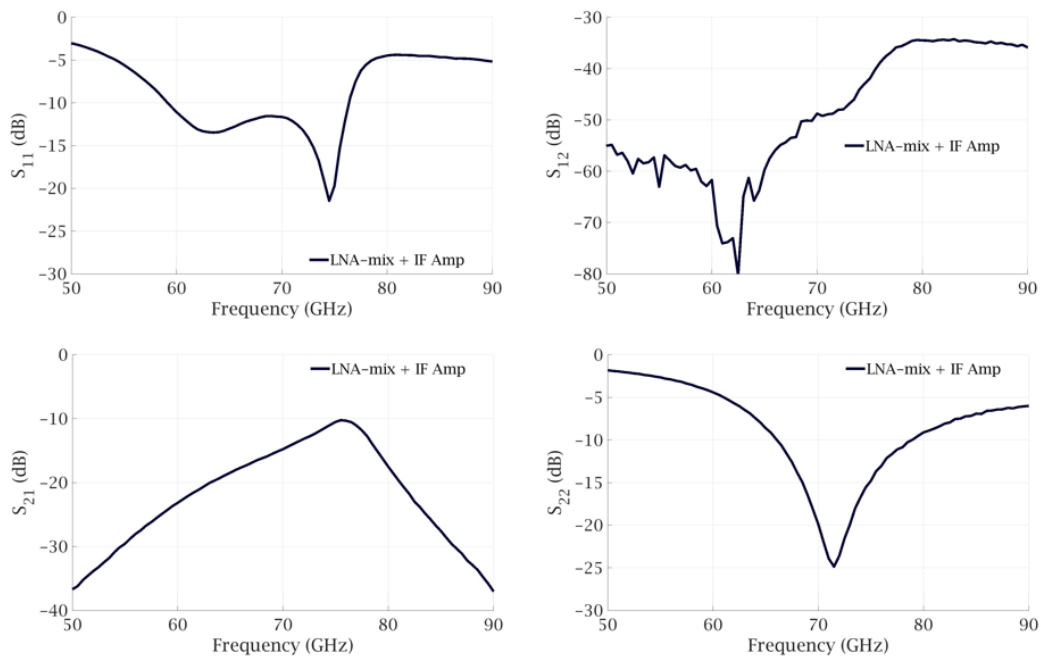 0
−5
−10
−15
−20
−25
−30
S11 (dB)
50 60 70 80 90
Frequency (GHz)
LNA−mix + IF Amp
−30
−40
−50
−60
−70
−80
S12 (dB)
50 60 70 80 90
Frequency (GHz)
LNA−mix + IF Amp
0
−10
−20
−30
−40
S21 (dB)
50 60 70 80 90
Frequency (GHz)
LNA−mix + IF Amp
0
−5
−10
−15
−20
−25
−30
S22 (dB)
50 60 70 80 90
Frequency (GHz)
LNA−mix + IF Amp